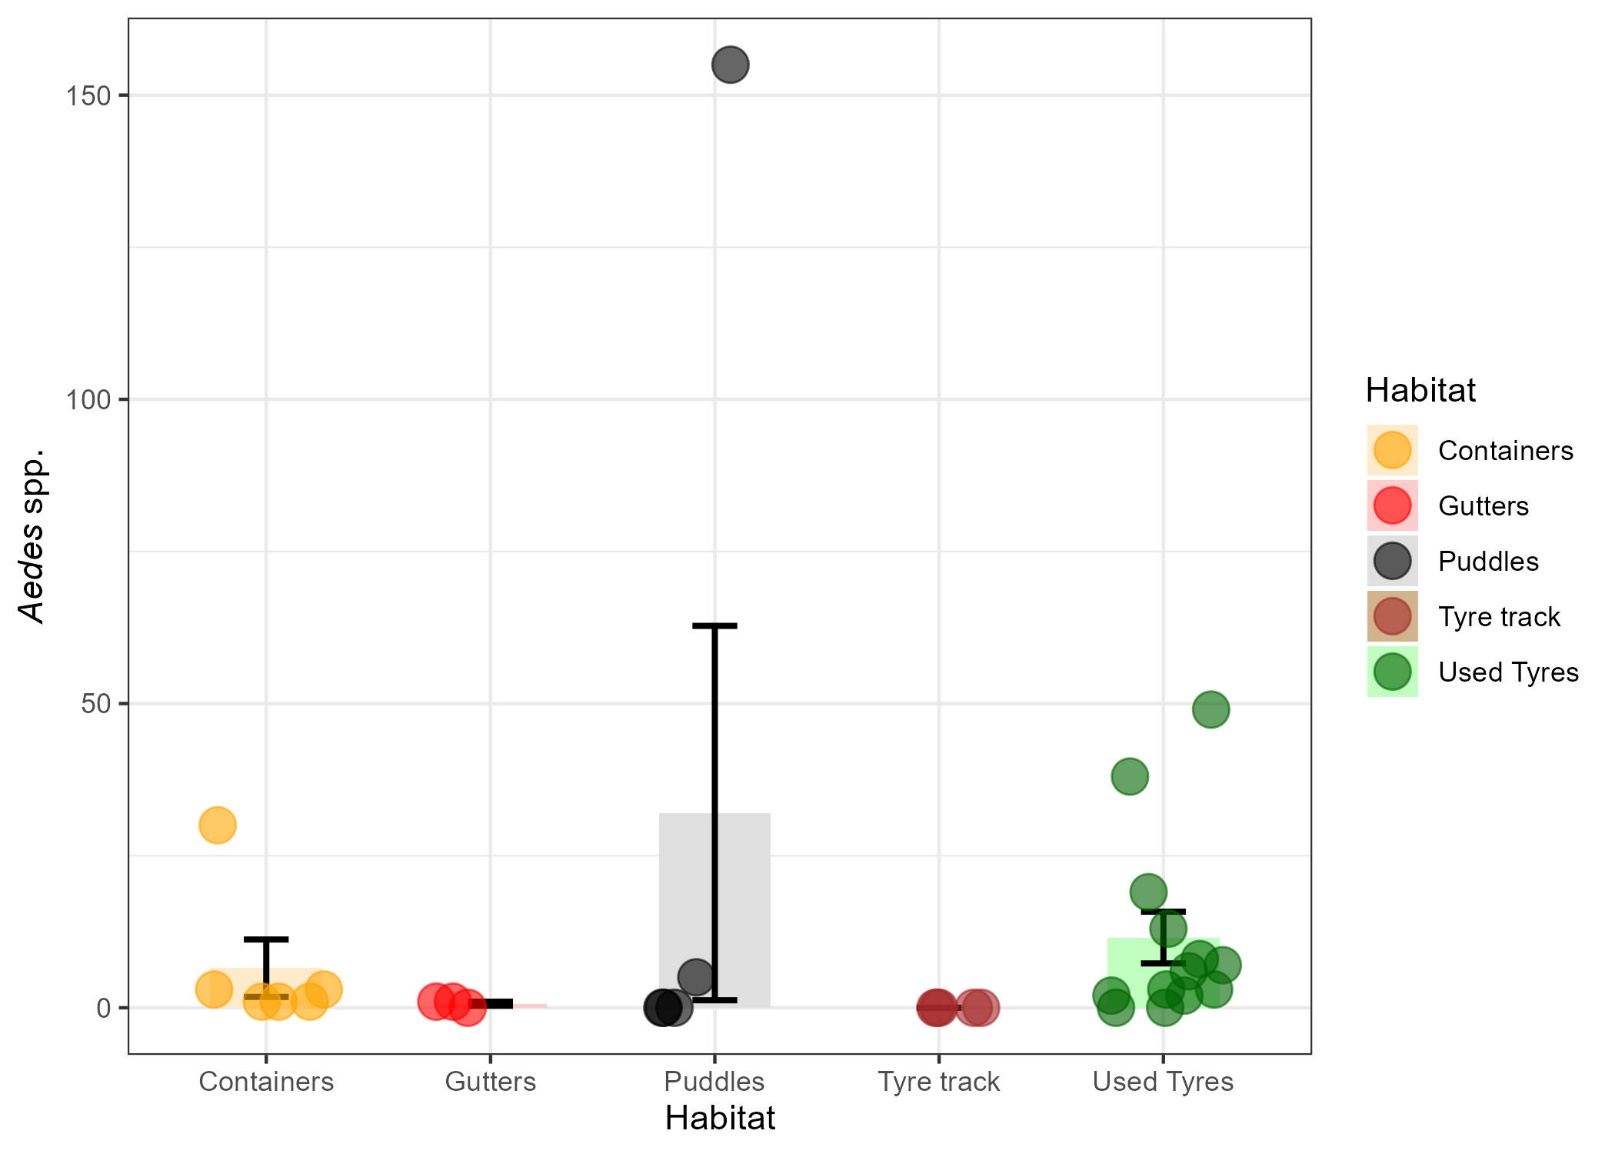 150
100
50
0
Aedes spp.
Containers
Gutters
Puddles
Tyre track
Used Tyres
Habitat
Habitat
Containers
Gutters
Puddles
Tyre track
Used Tyres